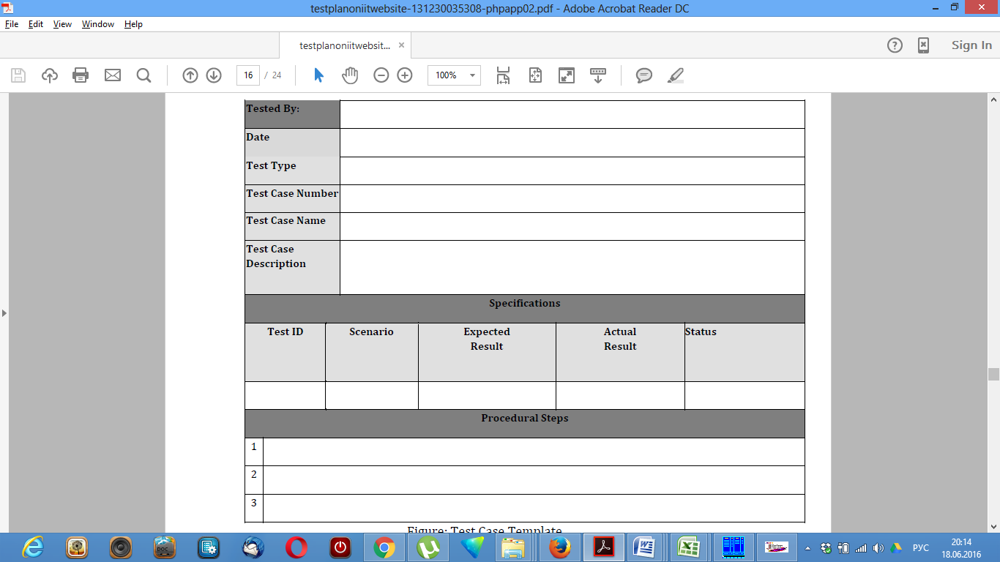 testplanoniitwebsite-131230035308-phpapp02.pdf - Adobe Acrobat Reader DC
File Edit View Window Help
testplanoniitwebsit... ×
Sign In
16 / 24
100%
Tested By:
Date
Test Type
Test Case Number
Test Case Name
Test Case
Description
Specifications
Test ID Scenario Expected Result Actual Result Status
Procedural Steps
1
2
3
Figure: Test Case Template
DOC
РУС
20:14
18.06.2016